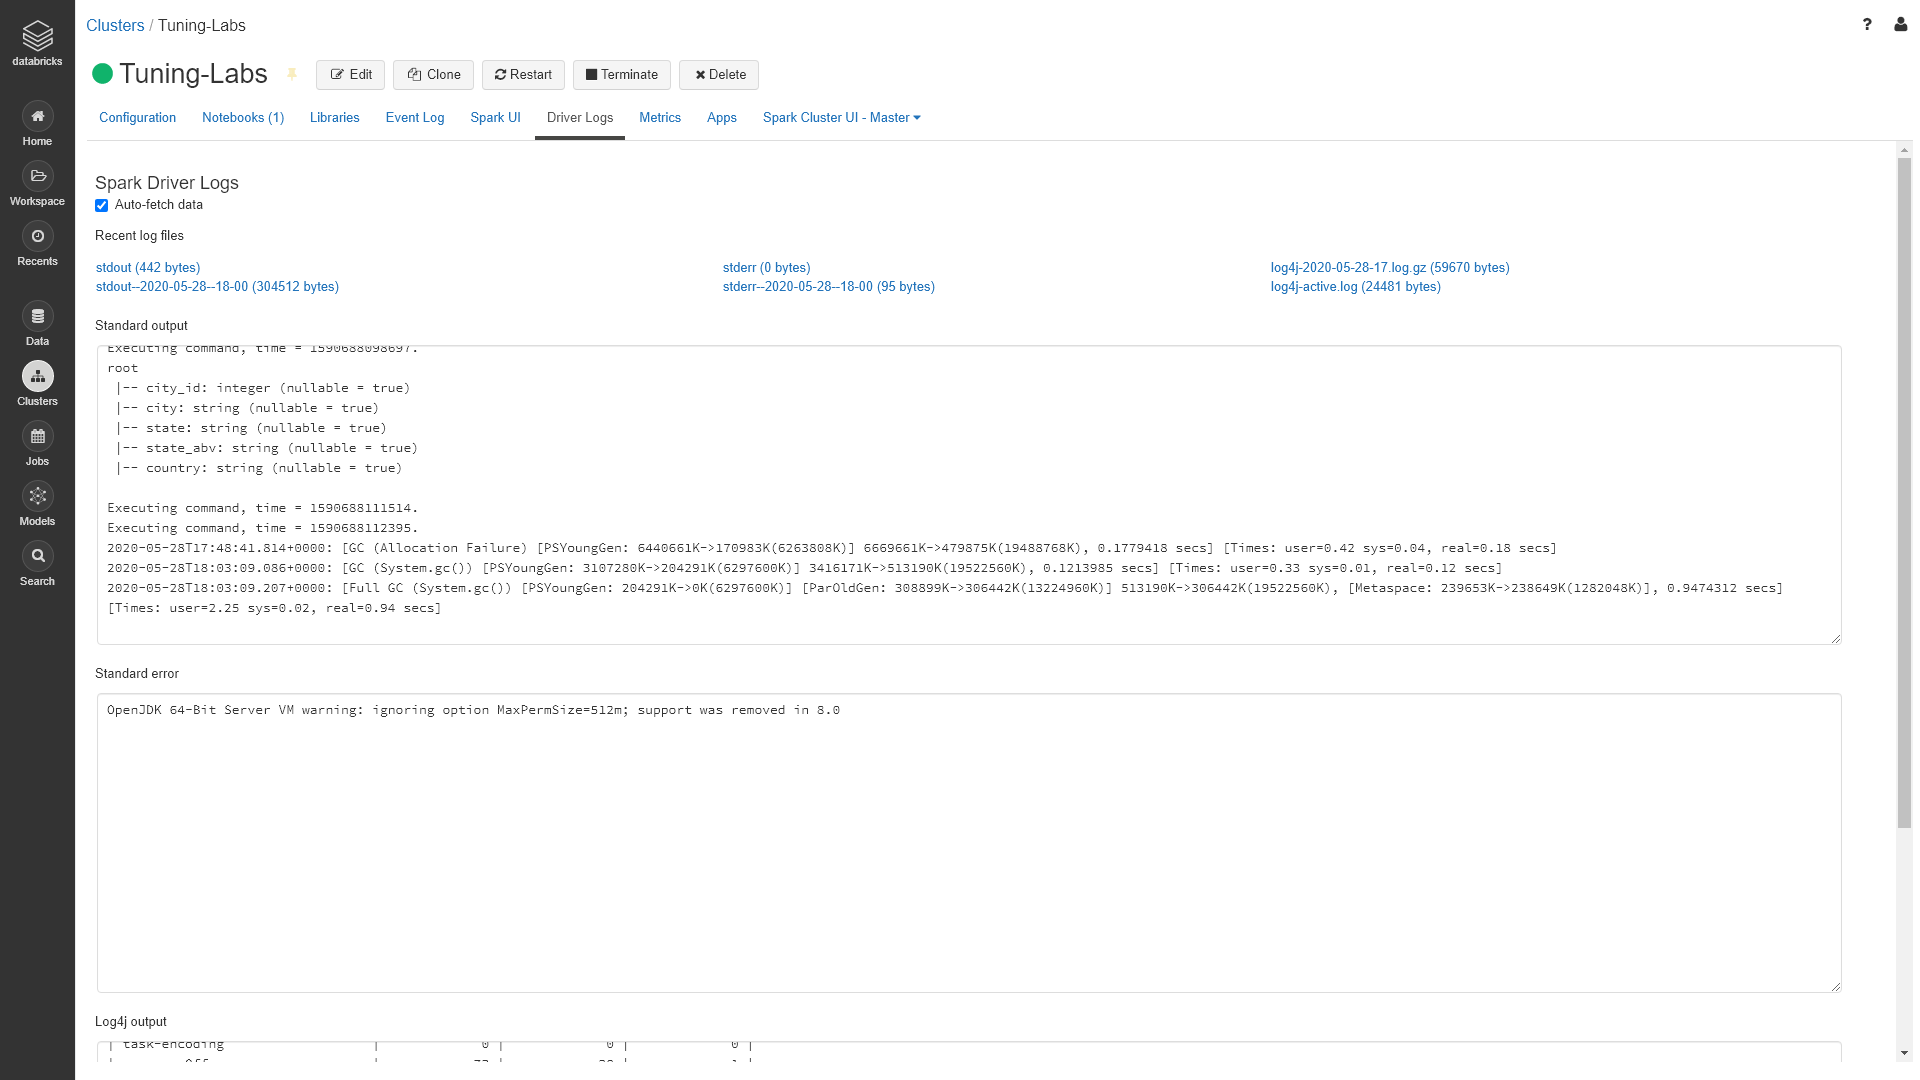 databricks
Home
Workspace
Recents
Data
Clusters
Jobs
Models
Search
Clusters / Tuning-Labs
?
Tuning-Labs
Edit
Clone
Restart
Terminate
Delete
Configuration
Notebooks (1)
Libraries
Event Log
Spark UI
Driver Logs
Metrics
Apps
Spark Cluster UI - Master
Spark Driver Logs
Auto-fetch data
Recent log files
stdout (442 bytes)
stderr (0 bytes)
log4j-2020-05-28-17.log.gz (59670 bytes)
stdout--2020-05-28--18-00 (304512 bytes)
stderr--2020-05-28--18-00 (95 bytes)
log4j-active.log (24481 bytes)
Standard output
Executing command, time = 1590688098697.
root
|-- city_id: integer (nullable = true)
|-- city: string (nullable = true)
|-- state: string (nullable = true)
|-- state_abv: string (nullable = true)
|-- country: string (nullable = true)
Executing command, time = 1590688111514.
Executing command, time = 1590688112395.
2020-05-28T17:48:41.814+0000: [GC (Allocation Failure) [PSYoungGen: 6440661K->170983K(6263808K)] 6669661K->479875K(19488768K), 0.1779418 secs] [Times: user=0.42 sys=0.04, real=0.18 secs]
2020-05-28T18:03:09.086+0000: [GC (System.gc()) [PSYoungGen: 3107280K->204291K(6297600K)] 3416171K->513190K(19522560K), 0.1213985 secs] [Times: user=0.33 sys=0.01, real=0.12 secs]
2020-05-28T18:03:09.207+0000: [Full GC (System.gc()) [PSYoungGen: 204291K->0K(6297600K)] [ParOldGen: 308899K->306442K(13224960K)] 513190K->306442K(19522560K), [Metaspace: 239653K->238649K(1282048K)], 0.9474312 secs]
[Times: user=2.25 sys=0.02, real=0.94 secs]
Standard error
OpenJDK 64-Bit Server VM warning: ignoring option MaxPermSize=512m; support was removed in 8.0
Log4j output
| task-encoding | 0 | 0 | 0 |